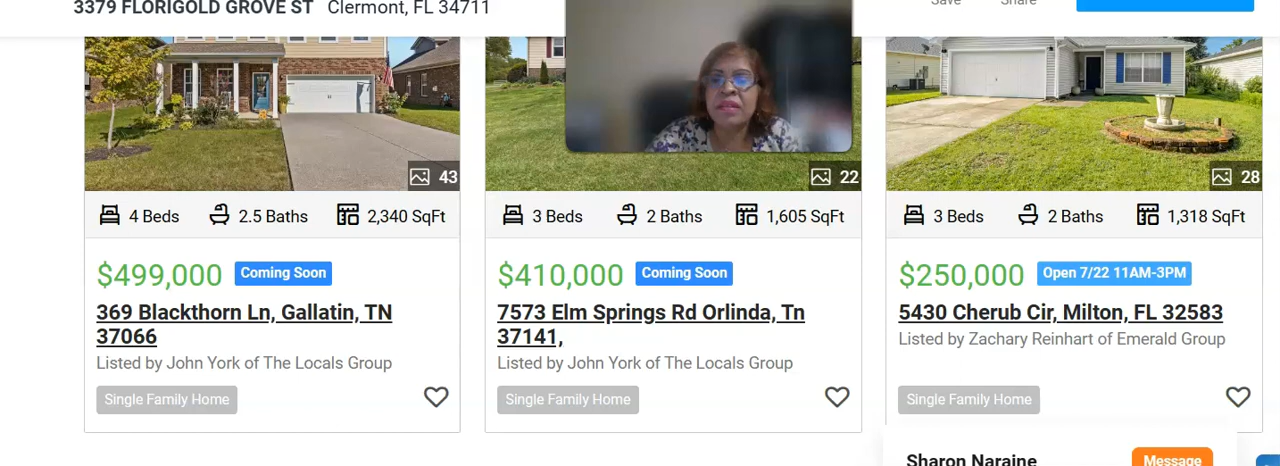 3379 FLORIGOLD GROVE ST Clermont, FL 34711
Save Share
43
22
28
4 Beds 2.5 Baths 2,340 SqFt
3 Beds 2 Baths 1,605 SqFt
3 Beds 2 Baths 1,318 SqFt
$499,000 Coming Soon
369 Blackthorn Ln, Gallatin, TN
37066
Listed by John York of The Locals Group
Single Family Home
$410,000 Coming Soon
7573 Elm Springs Rd Orlinda, Tn
37141,
Listed by John York of The Locals Group
Single Family Home
$250,000 Open 7/22 11AM-3PM
5430 Cherub Cir, Milton, FL 32583
Listed by Zachary Reinhart of Emerald Group
Single Family Home
Sharon Naraine Message